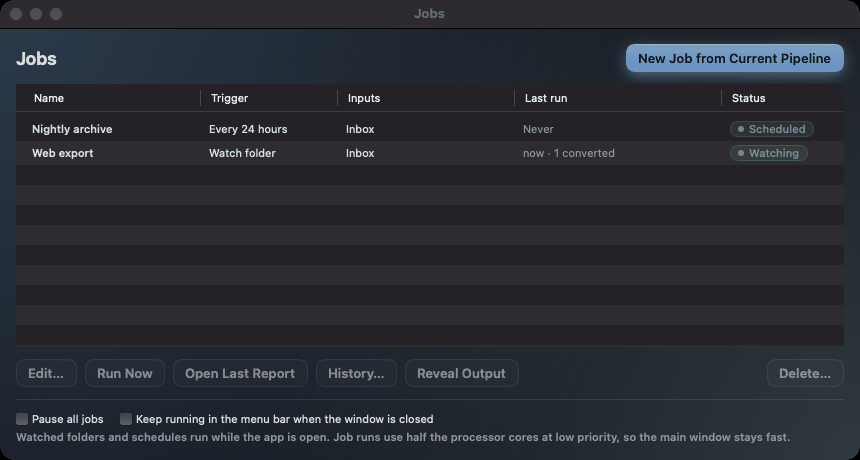 Jobs
Jobs
New Job from Current Pipeline
Name Trigger Inputs Last run Status
Nightly archive Every 24 hours Inbox Never Scheduled
Web export Watch folder Inbox now · 1 converted Watching
Edit... Run Now Open Last Report History... Reveal Output Delete...
Pause all jobs Keep running in the menu bar when the window is closed
Watched folders and schedules run while the app is open. Job runs use half the processor cores at low priority, so the main window stays fast.